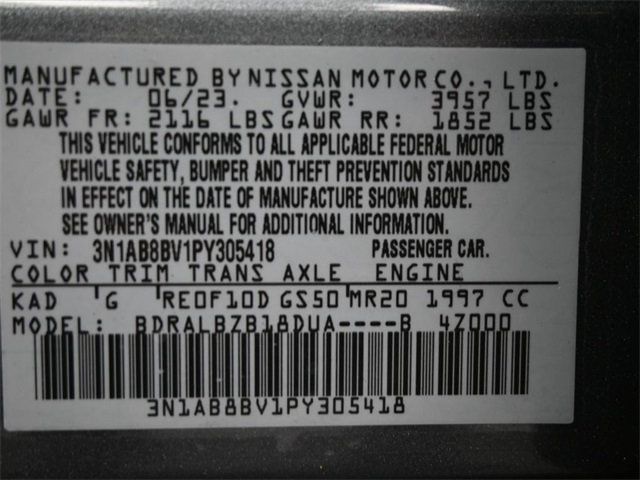 MANUFACTURED BY NISSAN MOTOR CO., LTD.
DATE: 06/23. GVWR: 3957 LBS
GAWR FR: 2116 LBS GAWR RR: 1852 LBS
THIS VEHICLE CONFORMS TO ALL APPLICABLE FEDERAL MOTOR
VEHICLE SAFETY, BUMPER AND THEFT PREVENTION STANDARDS
IN EFFECT ON THE DATE OF MANUFACTURE SHOWN ABOVE.
SEE OWNER'S MANUAL FOR ADDITIONAL INFORMATION.
VIN: 3N1AB8BV1PY305418 PASSENGER CAR.
COLOR TRIM TRANS AXLE ENGINE
KAD G RE0F10D GS50 MR20 1997 CC
MODEL: BDRALBZB18DUA----B 4Z000
3N1AB8BV1PY305418